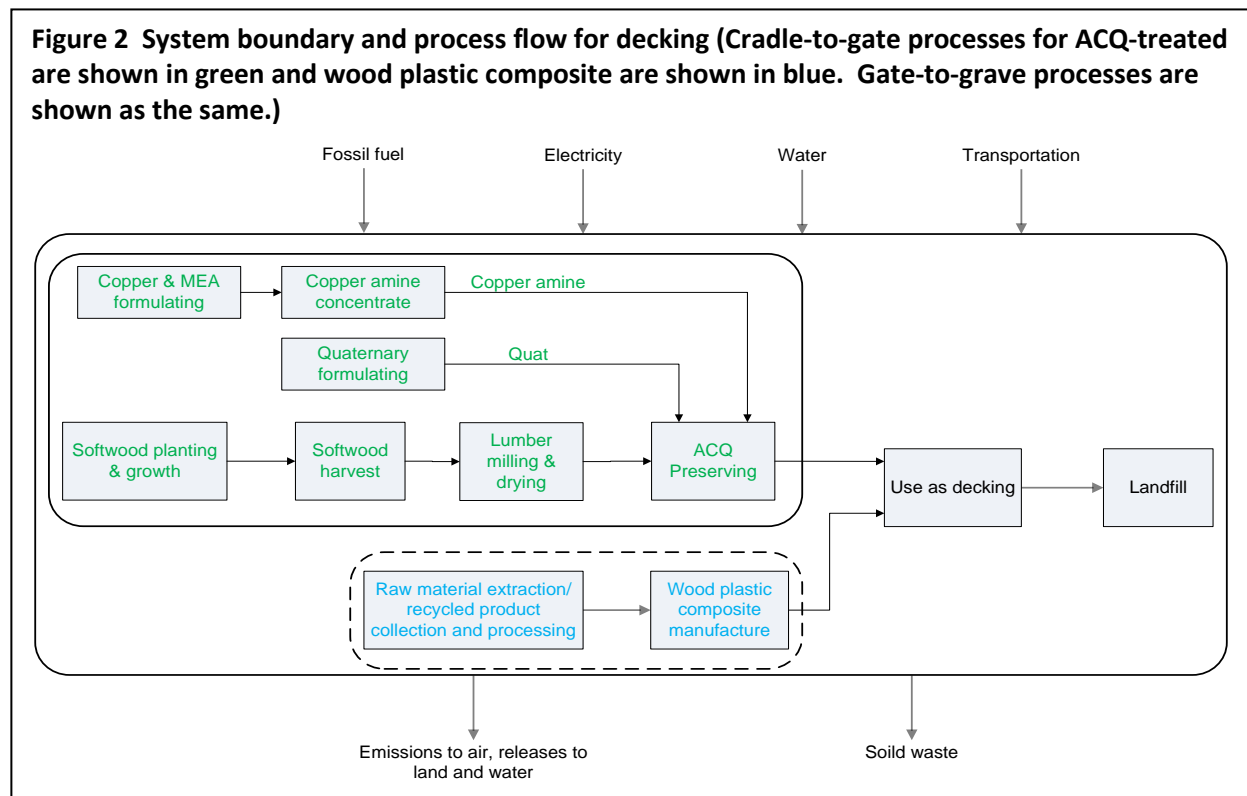 Figure 2  System boundary and process flow for decking (Cradle-to-gate processes for ACQ-treated
are shown in green and wood plastic composite are shown in blue.  Gate-to-grave processes are
shown as the same.)
Fossil fuel
Electricity
Water
Transportation
Copper & MEA
formulating
Copper amine
concentrate
Copper amine
Quaternary
formulating
Quat
Softwood planting
& growth
Softwood
harvest
Lumber
milling &
drying
ACQ
Preserving
Use as decking
Landfill
Raw material extraction/
recycled product
collection and processing
Wood plastic
composite
manufacture
Emissions to air, releases to
land and water
Soild waste